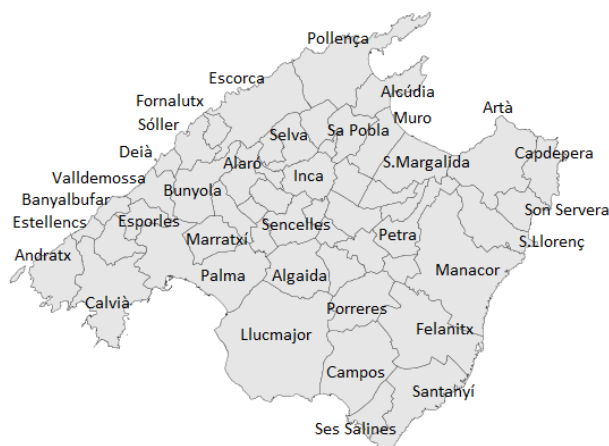 Pollença
Escorca
Alcúdia
Fornalutx
Artà
Muro
Sóller
Selva
Sa Pobla
Deià
Alaró
S.Margalida
Capdepera
Valldemossa
Inca
Bunyola
Banyalbufar
Son Servera
Estellencs
Esporles
Sencelles
Marratxí
Petra
S.Llorenç
Andratx
Palma
Algaida
Manacor
Calvià
Porreres
Llucmajor
Felanitx
Campos
Santanyí
Ses Salines